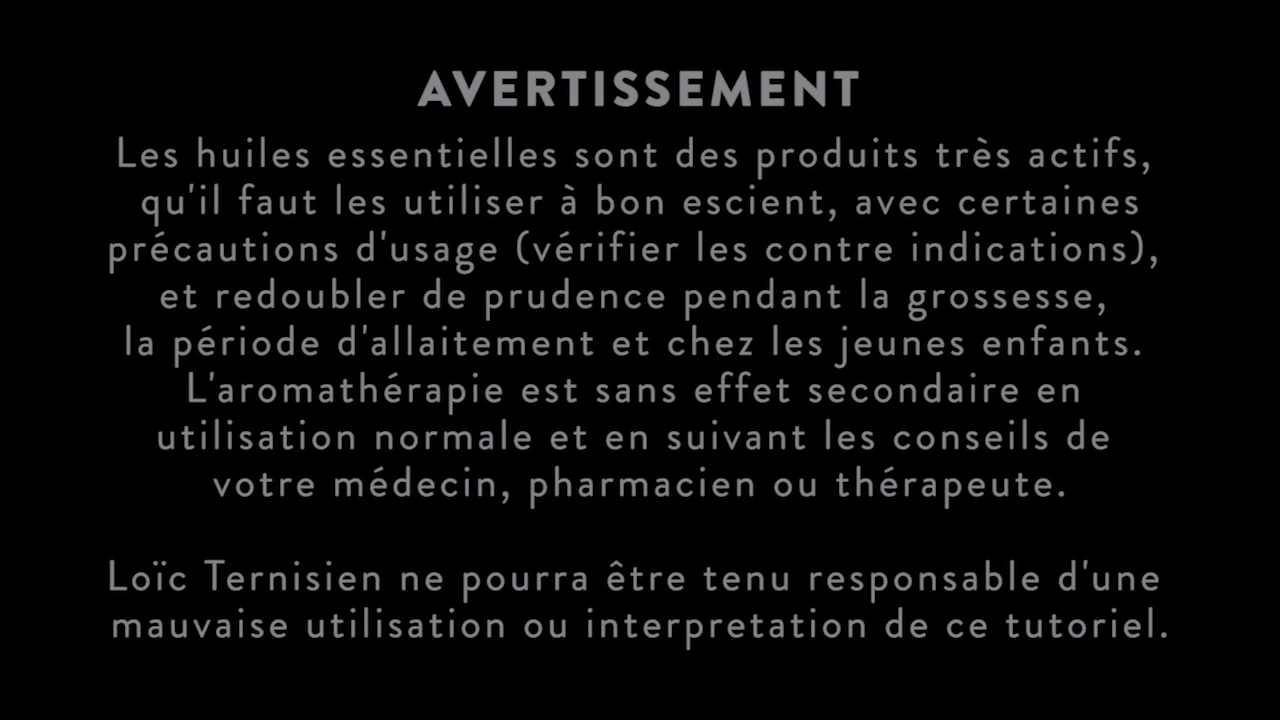 AVERTISSEMENT
Les huiles essentielles sont des produits très actifs,
qu'il faut les utiliser à bon escient, avec certaines
précautions d'usage (vérifier les contre indications),
et redoubler de prudence pendant la grossesse,
la période d'allaitement et chez les jeunes enfants.
L'aromathérapie est sans effet secondaire en
utilisation normale et en suivant les conseils de
votre médecin, pharmacien ou thérapeute.
Loïc Ternisien ne pourra être tenu responsable d'une
mauvaise utilisation ou interpretation de ce tutoriel.